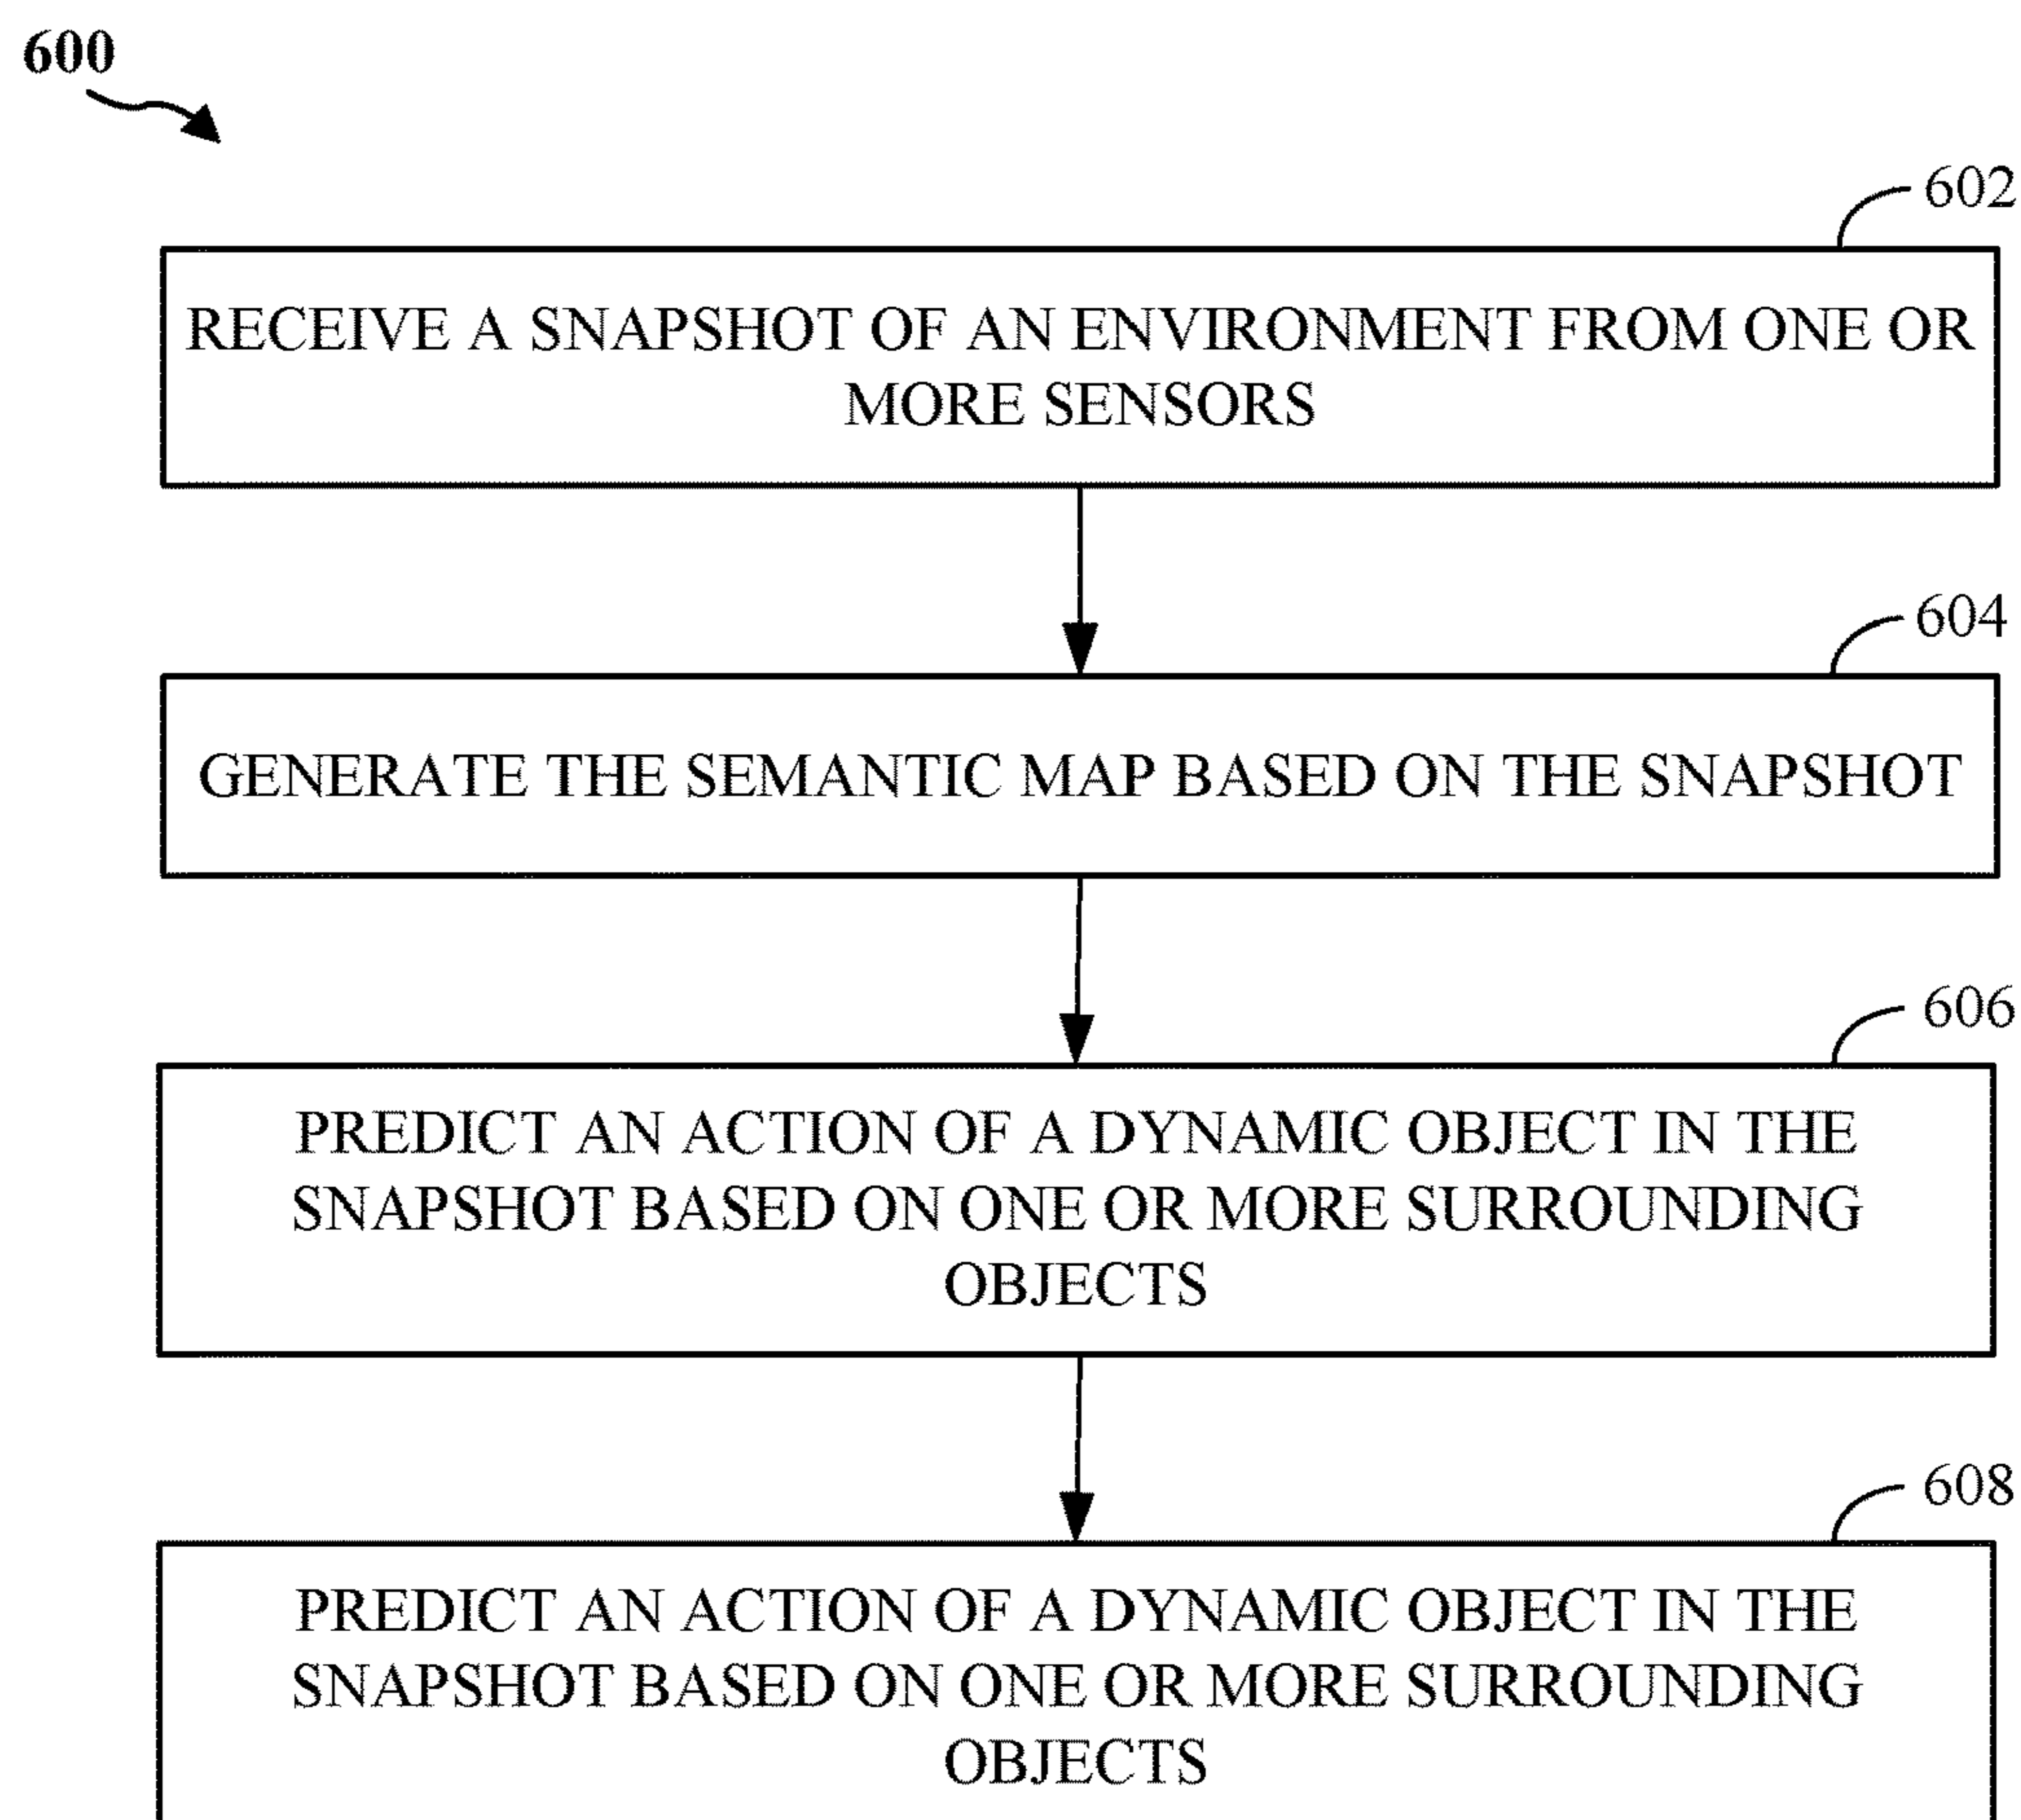 600
602
RECEIVE A SNAPSHOT OF AN ENVIRONMENT FROM ONE OR
MORE SENSORS
604
GENERATE THE SEMANTIC MAP BASED ON THE SNAPSHOT
606
PREDICT AN ACTION OF A DYNAMIC OBJECT IN THE
SNAPSHOT BASED ON ONE OR MORE SURROUNDING
OBJECTS
608
PREDICT AN ACTION OF A DYNAMIC OBJECT IN THE
SNAPSHOT BASED ON ONE OR MORE SURROUNDING
OBJECTS